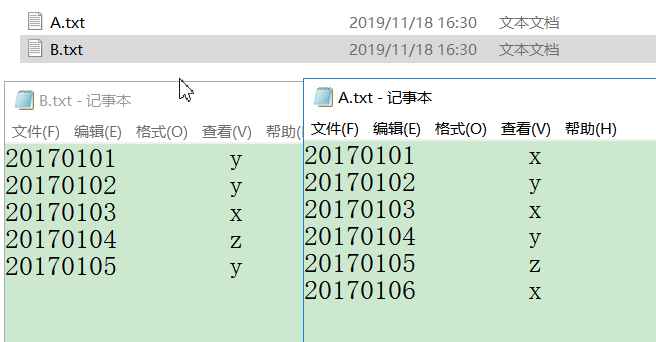 A.txt 2019/11/18 16:30 文本文档
B.txt 2019/11/18 16:30 文本文档
B.txt - 记事本
文件(F) 编辑(E) 格式(O) 查看(V) 帮助(
20170101 y
20170102 y
20170103 x
20170104 z
20170105 y
A.txt - 记事本
文件(F) 编辑(E) 格式(O) 查看(V) 帮助(H)
20170101 x
20170102 y
20170103 x
20170104 y
20170105 z
20170106 x